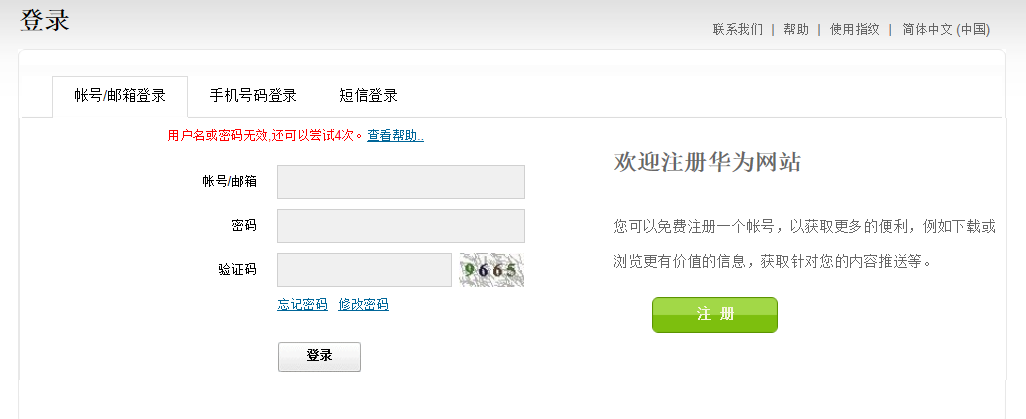 登录
联系我们 | 帮助 | 使用指纹 | 简体中文 (中国)
帐号/邮箱登录 手机号码登录 短信登录
用户名或密码无效,还可以尝试4次。查看帮助..
欢迎注册华为网站
帐号/邮箱
密码
您可以免费注册一个帐号，以获取更多的便利，例如下载或
浏览更有价值的信息，获取针对您的内容推送等。
验证码 9665
忘记密码 修改密码
注 册
登录